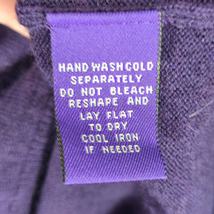 HAND WASH COLD
SEPARATELY
DO NOT BLEACH
RESHAPE AND
LAY FLAT
TO DRY
COOL IRON
IF NEEDED